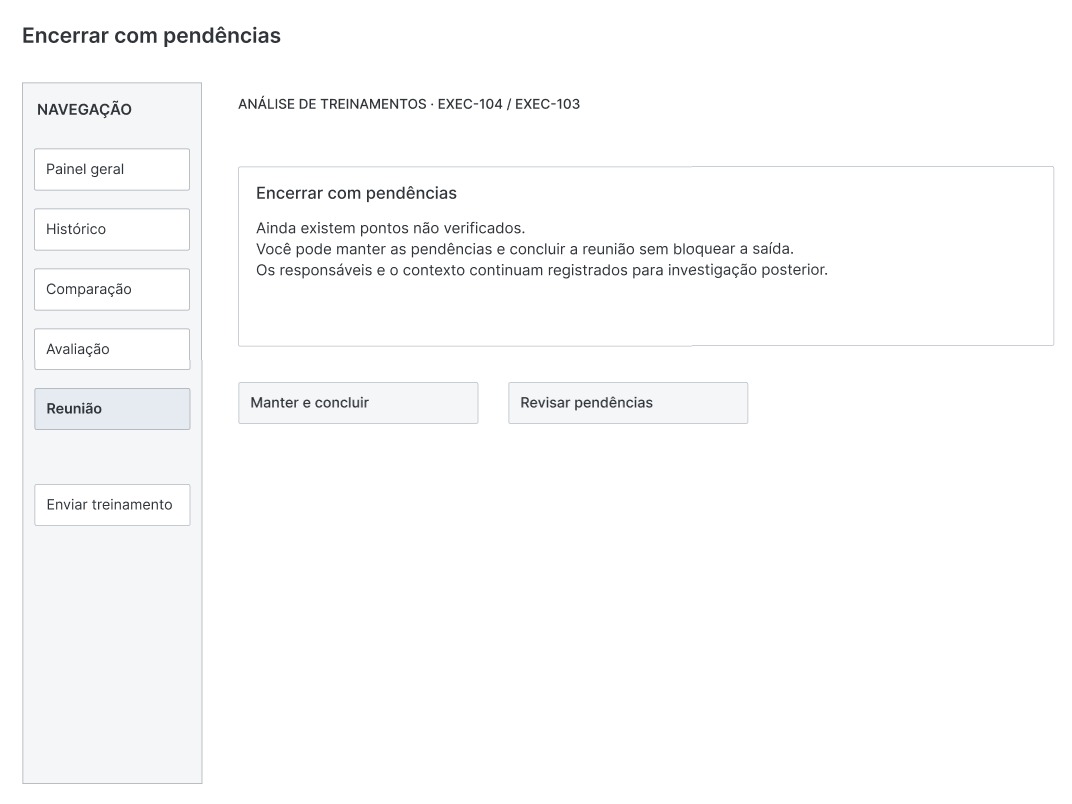 Encerrar com pendências
NAVEGAÇÃO
Painel geral
Histórico
Comparação
Avaliação
Reunião
Enviar treinamento
ANÁLISE DE TREINAMENTOS · EXEC-104 / EXEC-103
Encerrar com pendências
Ainda existem pontos não verificados.
Você pode manter as pendências e concluir a reunião sem bloquear a saída.
Os responsáveis e o contexto continuam registrados para investigação posterior.
Manter e concluir
Revisar pendências